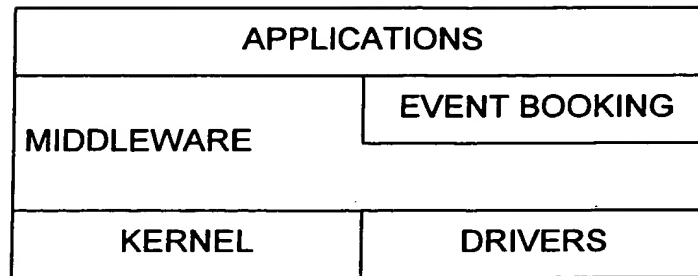 APPLICATIONS
EVENT BOOKING
MIDDLEWARE
KERNEL
DRIVERS